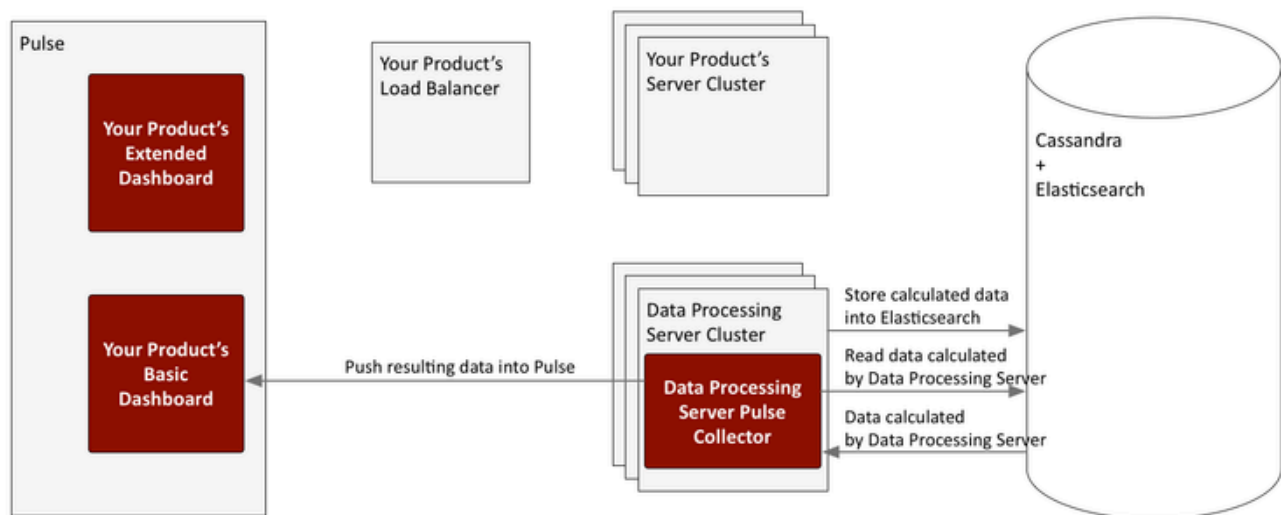 Pulse
Your Product's
Extended
Dashboard
Your Product's
Basic
Dashboard
Your Product's
Load Balancer
Your Product's
Server Cluster
Push resulting data into Pulse
Data Processing
Server Cluster
Data Processing
Server Pulse
Collector
Store calculated data
into Elasticsearch
Read data calculated
by Data Processing Server
Data calculated
by Data Processing Server
Cassandra
+
Elasticsearch